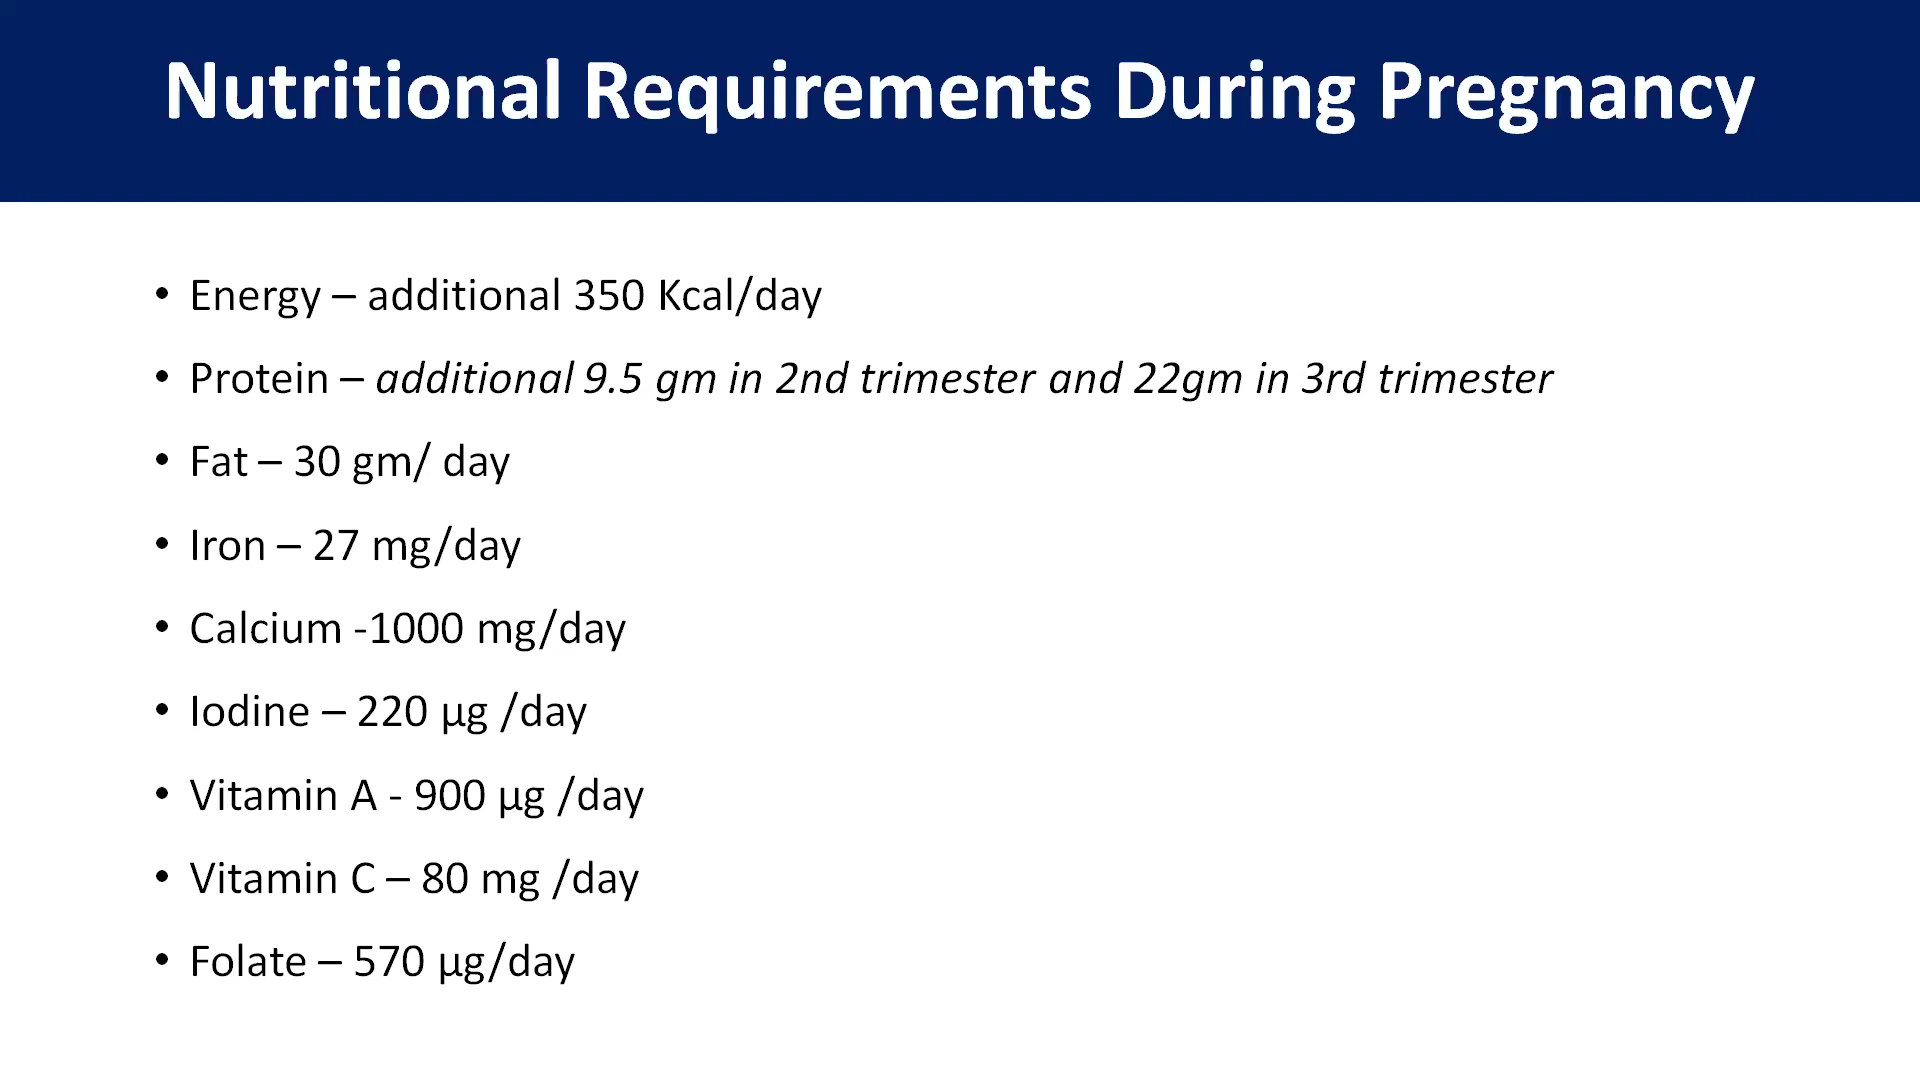 Nutritional Requirements During Pregnancy
• Energy – additional 350 Kcal/day
• Protein – additional 9.5 gm in 2nd trimester and 22gm in 3rd trimester
• Fat – 30 gm/ day
• Iron – 27 mg/day
• Calcium -1000 mg/day
• Iodine – 220 µg /day
• Vitamin A - 900 µg /day
• Vitamin C – 80 mg /day
• Folate – 570 µg/day